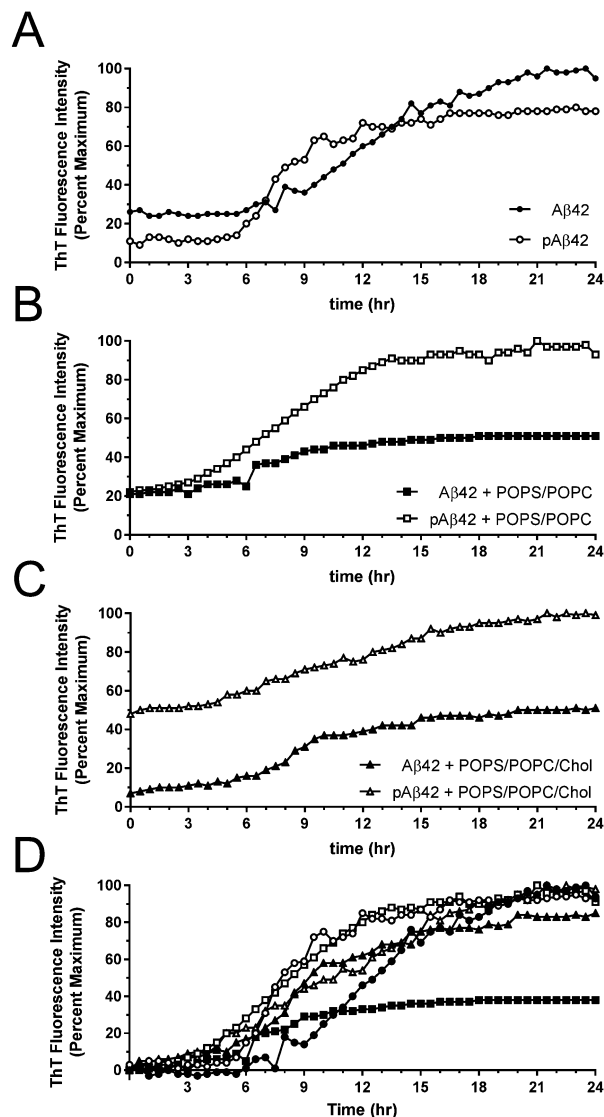 A
ThT Fluorescence Intensity
(Percent Maximum)
100
80
60
40
20
0
Aβ42
pAβ42
0 3 6 9 12 15 18 21 24
time (hr)
B
ThT Fluorescence Intensity
(Percent Maximum)
100
80
60
40
20
0
Aβ42 + POPS/POPC
pAβ42 + POPS/POPC
0 3 6 9 12 15 18 21 24
time (hr)
C
ThT Fluorescence Intensity
(Percent Maximum)
100
80
60
40
20
0
Aβ42 + POPS/POPC/Chol
pAβ42 + POPS/POPC/Chol
0 3 6 9 12 15 18 21 24
time (hr)
D
ThT Fluorescence Intensity
(Percent Maximum)
100
80
60
40
20
0
0 3 6 9 12 15 18 21 24
Time (hr)